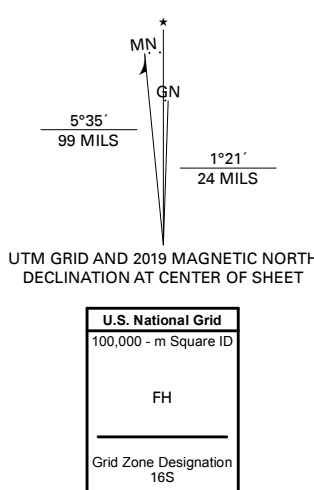 ★
MN
GN
5°35´
99 MILS
1°21´
24 MILS
UTM GRID AND 2019 MAGNETIC NORTH
DECLINATION AT CENTER OF SHEET
U.S. National Grid
100,000 - m Square ID
FH
Grid Zone Designation
16S